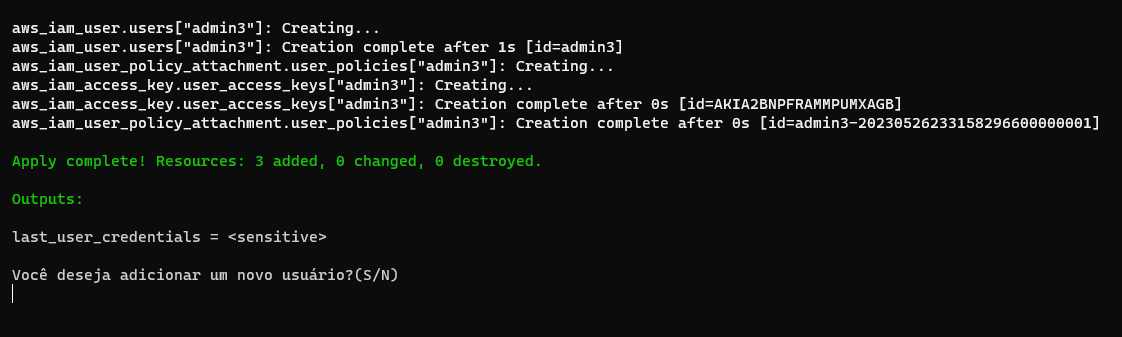 aws_iam_user.users["admin3"]: Creating...
aws_iam_user.users["admin3"]: Creation complete after 1s [id=admin3]
aws_iam_user_policy_attachment.user_policies["admin3"]: Creating...
aws_iam_access_key.user_access_keys["admin3"]: Creating...
aws_iam_access_key.user_access_keys["admin3"]: Creation complete after 0s [id=AKIA2BNPFRAMMPUMXAGB]
aws_iam_user_policy_attachment.user_policies["admin3"]: Creation complete after 0s [id=admin3-20230526233158296600000001]
Apply complete! Resources: 3 added, 0 changed, 0 destroyed.
Outputs:
last_user_credentials = <sensitive>
Você deseja adicionar um novo usuário?(S/N)